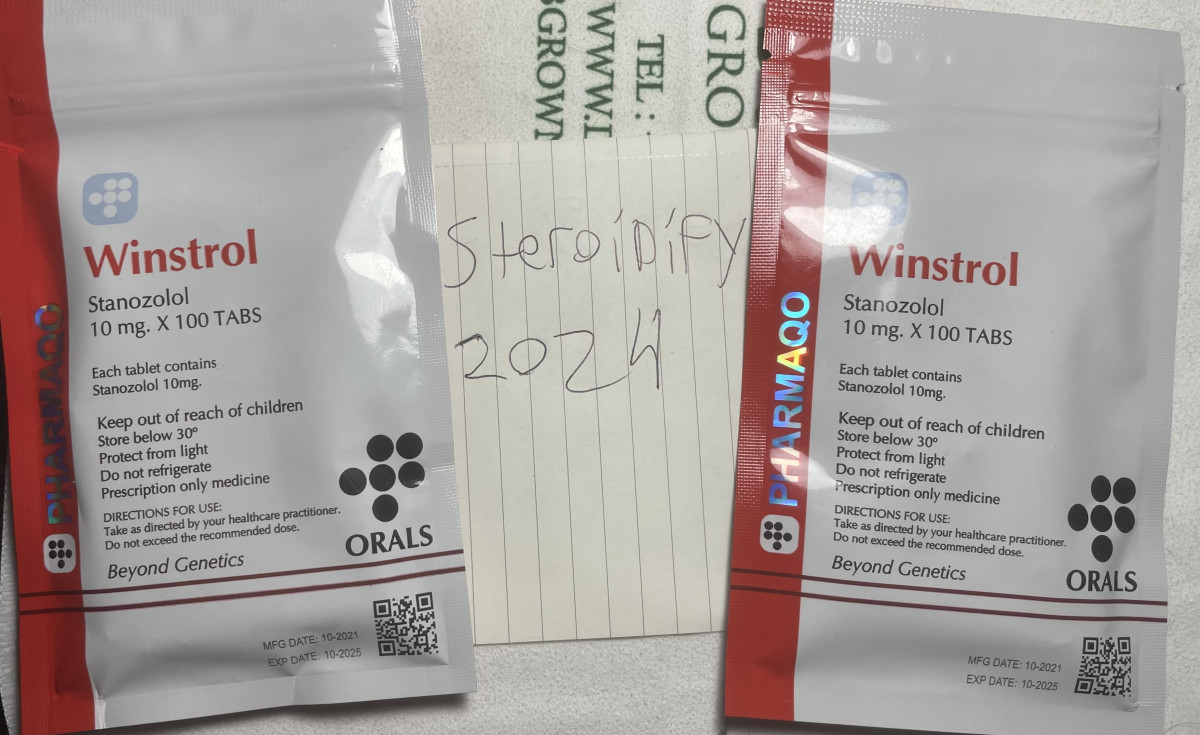 Winstrol
Stanozolol
10 mg. X 100 TABS
Each tablet contains
Stanozolol 10mg.
Keep out of reach of children
Store below 30º
Protect from light
Do not refrigerate
Prescription only medicine
DIRECTIONS FOR USE:
Take as directed by your healthcare practitioner.
Do not exceed the recommended dose.
Beyond Genetics
ORALS
MFG DATE: 10-2021
EXP DATE: 10-2025
PHARMAQO
GRO
TEL :
WWW.
BGROWN
Steroidify
2024
Winstrol
Stanozolol
10 mg. X 100 TABS
Each tablet contains
Stanozolol 10mg.
Keep out of reach of children
Store below 30º
Protect from light
Do not refrigerate
Prescription only medicine
DIRECTIONS FOR USE:
Take as directed by your healthcare practitioner.
Do not exceed the recommended dose.
Beyond Genetics
ORALS
MFG DATE: 10-2021
EXP DATE: 10-2025
PHARMAQO